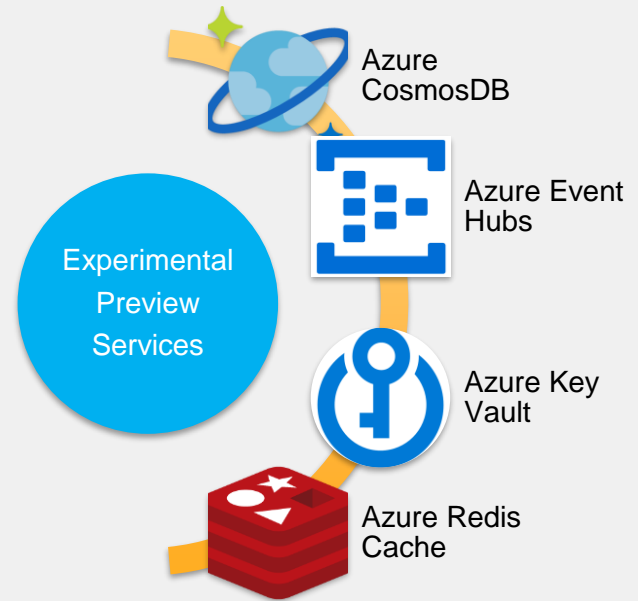 Azure
CosmosDB
Azure Event
Hubs
Experimental
Preview
Services
Azure Key
Vault
Azure Redis
Cache